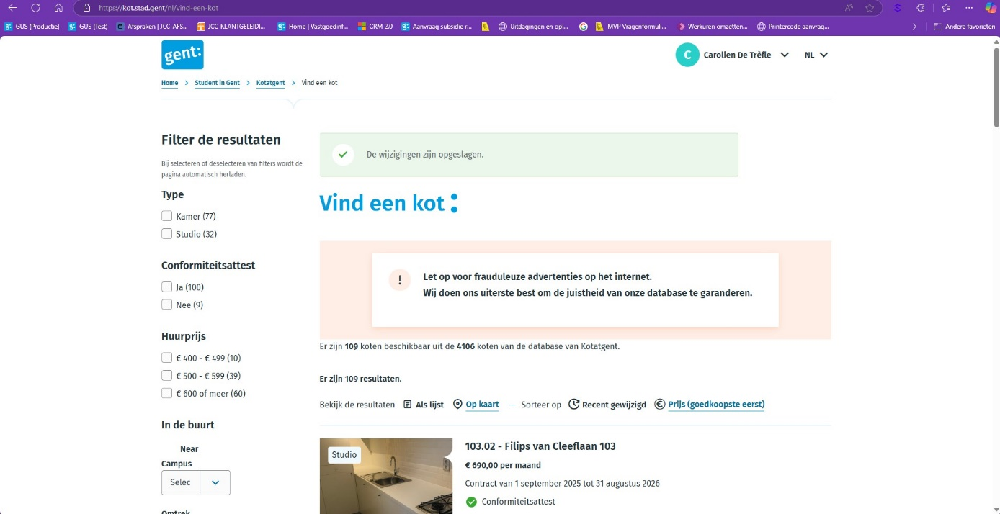 https://kot.stad.gent/nl/vind-een-kot
GUS (Productie)
GUS (Test)
Afspraken | JCC-AFS...
JCC-KLANTGELEIDI...
Home | Vastgoedinf...
CRM 2.0
Aanvraag subsidie r...
Uitdagingen en opl...
MVP Vragenformuli...
Werkuren omzetten...
Printercode aanvrag...
Andere favorieten
gent:
C
Carolien De Trèfle
NL
Home > Student in Gent > Kotatgent > Vind een kot
Filter de resultaten
Bij selecteren of deselecteren van filters wordt de
pagina automatisch herladen.
Type
Kamer (77)
Studio (32)
Conformiteitsattest
Ja (100)
Nee (9)
Huurprijs
€ 400 - € 499 (10)
€ 500 - € 599 (39)
€ 600 of meer (60)
In de buurt
Near
Campus
Selec
Omtrek
De wijzigingen zijn opgeslagen.
Vind een kot
Let op voor frauduleuze advertenties op het internet.
Wij doen ons uiterste best om de juistheid van onze database te garanderen.
Er zijn 109 koten beschikbaar uit de 4106 koten van de database van Kotatgent.
Er zijn 109 resultaten.
Bekijk de resultaten Als lijst Op kaart — Sorteer op Recent gewijzigd Prijs (goedkoopste eerst)
Studio
103.02 - Filips van Cleeflaan 103
€ 690,00 per maand
Contract van 1 september 2025 tot 31 augustus 2026
Conformiteitsattest